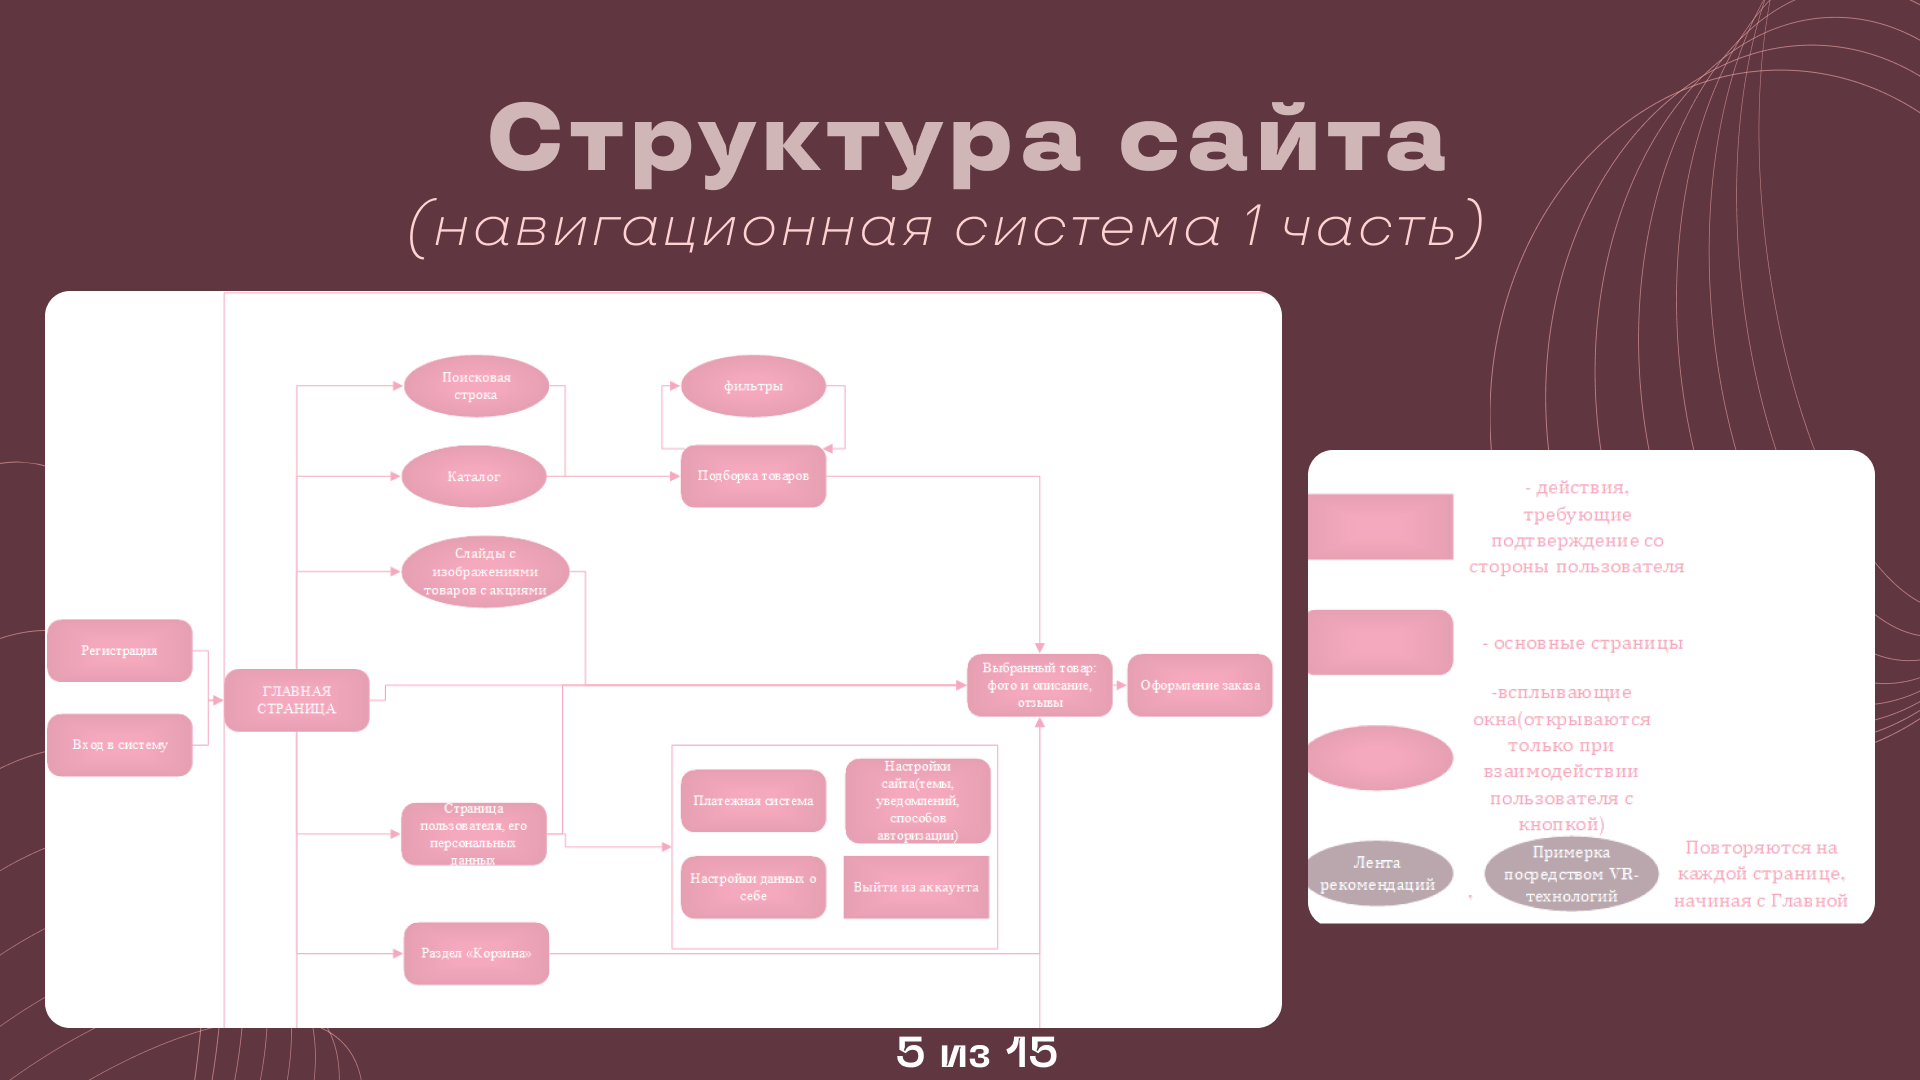 Структура сайта
(навигационная система 1 часть)
Поисковая
строка
фильтры
Каталог
Подборка товаров
Слайды с
изображениями
товаров с акциями
Регистрация
ГЛАВНАЯ
СТРАНИЦА
Вход в систему
Выбранный товар:
фото и описание,
отзывы
Оформление заказа
Страница
пользователя, его
персональных
данных
Платежная система
Настройки
сайта(темы,
уведомлений,
способов
авторизации)
Настройки данных о
себе
Выйти из аккаунта
Раздел «Корзина»
- действия,
требующие
подтверждение со
стороны пользователя
- основные страницы
-всплывающие
окна(открываются
только при
взаимодействии
пользователя с
кнопкой)
Лента
рекомендаций
,
Примерка
посредством VR-
технологий
Повторяются на
каждой странице,
начиная с Главной
5 из 15